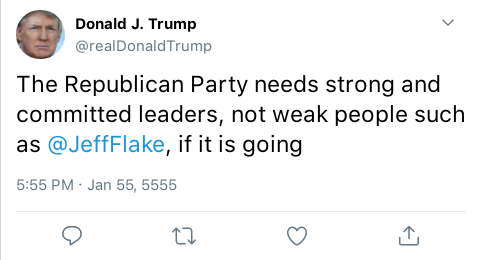 Donald J. Trump
@realDonaldTrump
The Republican Party needs strong and
committed leaders, not weak people such
as @JeffFlake, if it is going
5:55 PM · Jan 55, 5555